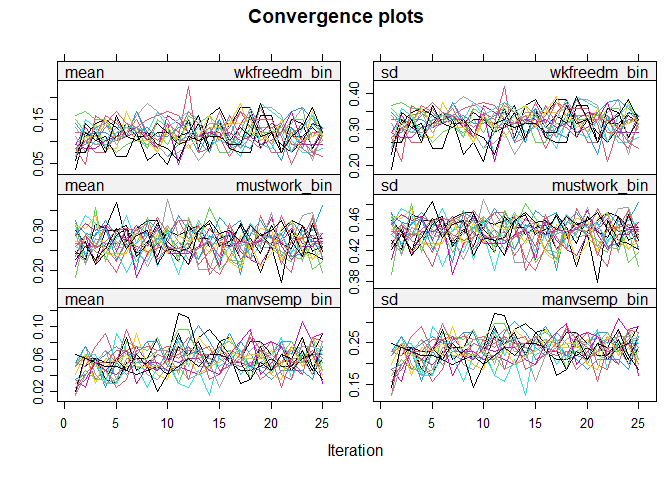 Convergence plots
mean wkfreedm_bin
sd wkfreedm_bin
0.05 0.15
0.20 0.30 0.40
mean mustwork_bin
sd mustwork_bin
0.20 0.30
0.38 0.42 0.46
mean manvsemp_bin
sd manvsemp_bin
0.02 0.06 0.10
0.15 0.25
0 5 10 15 20 25
0 5 10 15 20 25
Iteration